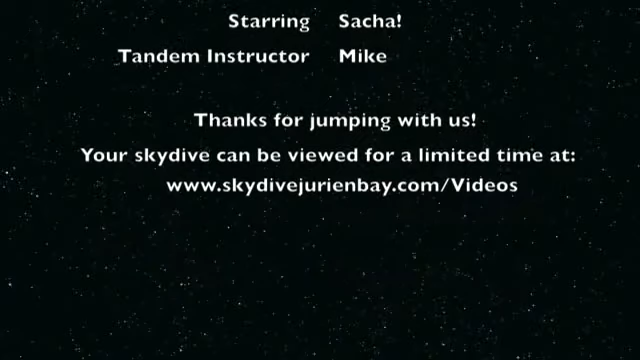 Starring Sacha!
Tandem Instructor Mike
Thanks for jumping with us!
Your skydive can be viewed for a limited time at:
www.skydivejurienbay.com/Videos